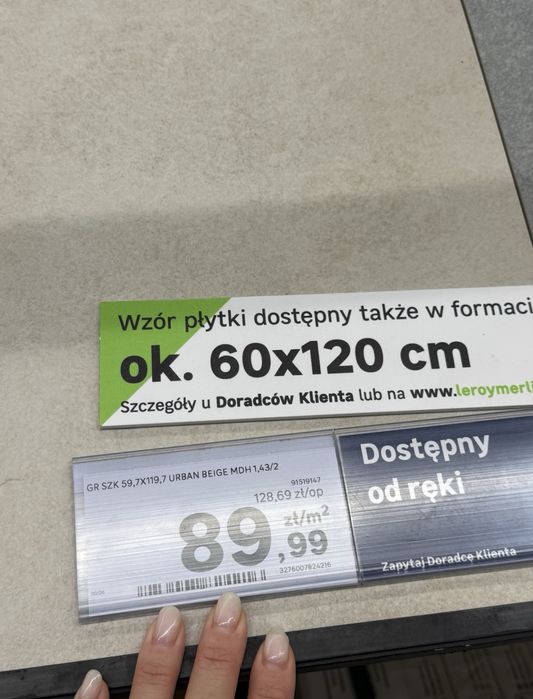 Wzór płytki dostępny także w formaci
ok. 60x120 cm
Szczegóły u Doradców Klienta lub na www.leroymerli
GR SZK 59,7X119,7 URBAN BEIGE MDH 1,43/2
91519147
128,69 zł/op
89,99 zł/m²
3276007824216
Dostępny
od ręki
Zapytaj Doradcę Klienta